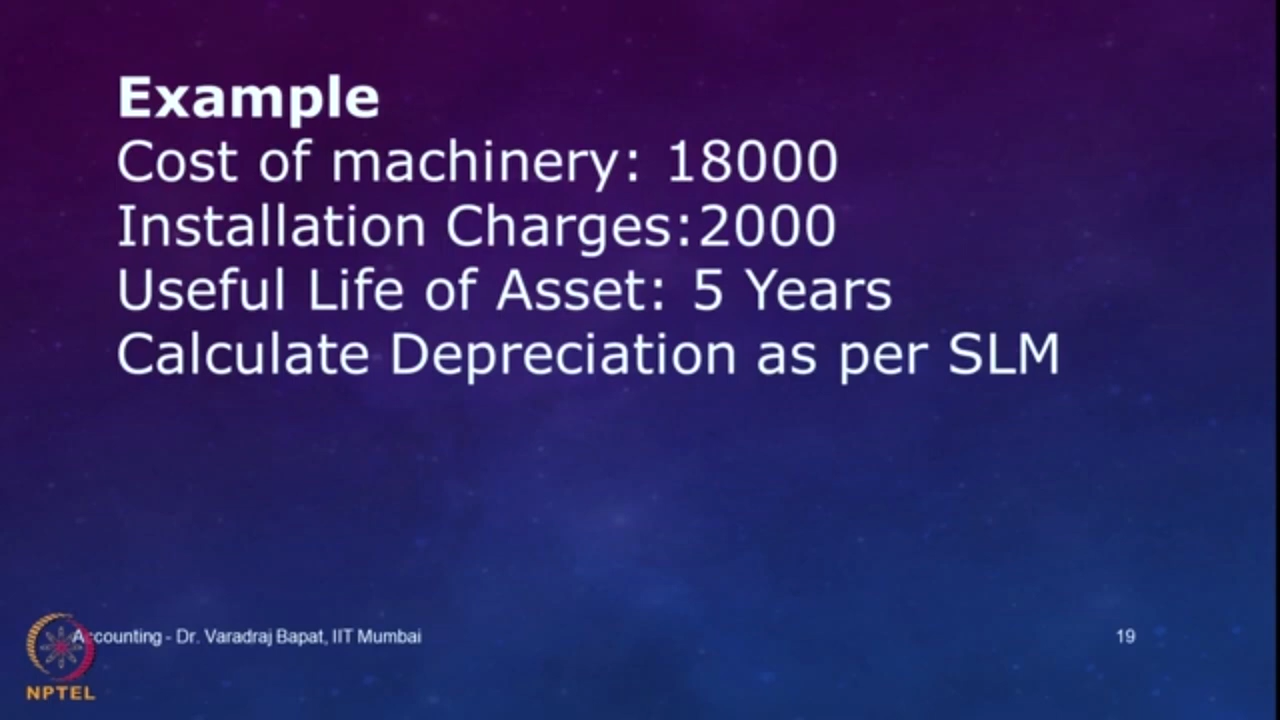 Example
Cost of machinery: 18000
Installation Charges:2000
Useful Life of Asset: 5 Years
Calculate Depreciation as per SLM
Accounting - Dr. Varadraj Bapat, IIT Mumbai
19
NPTEL